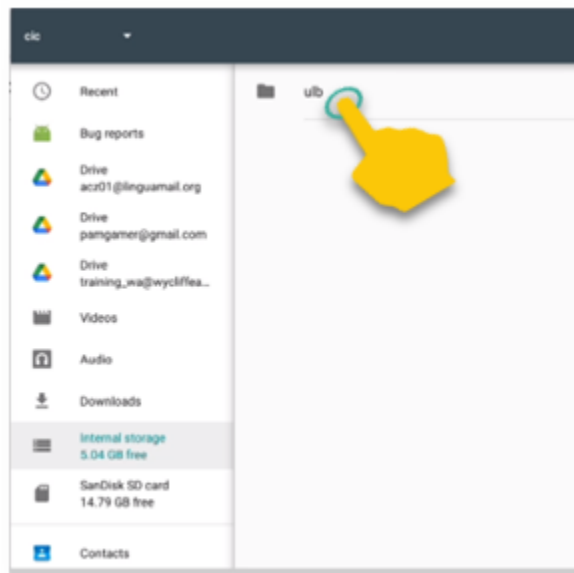 cic
Recent
Bug reports
Drive
acz01@linguamail.org
Drive
pamgamer@gmail.com
Drive
training_wa@wycliffea...
Videos
Audio
Downloads
Internal storage
5.04 GB free
SanDisk SD card
14.79 GB free
Contacts
ulb